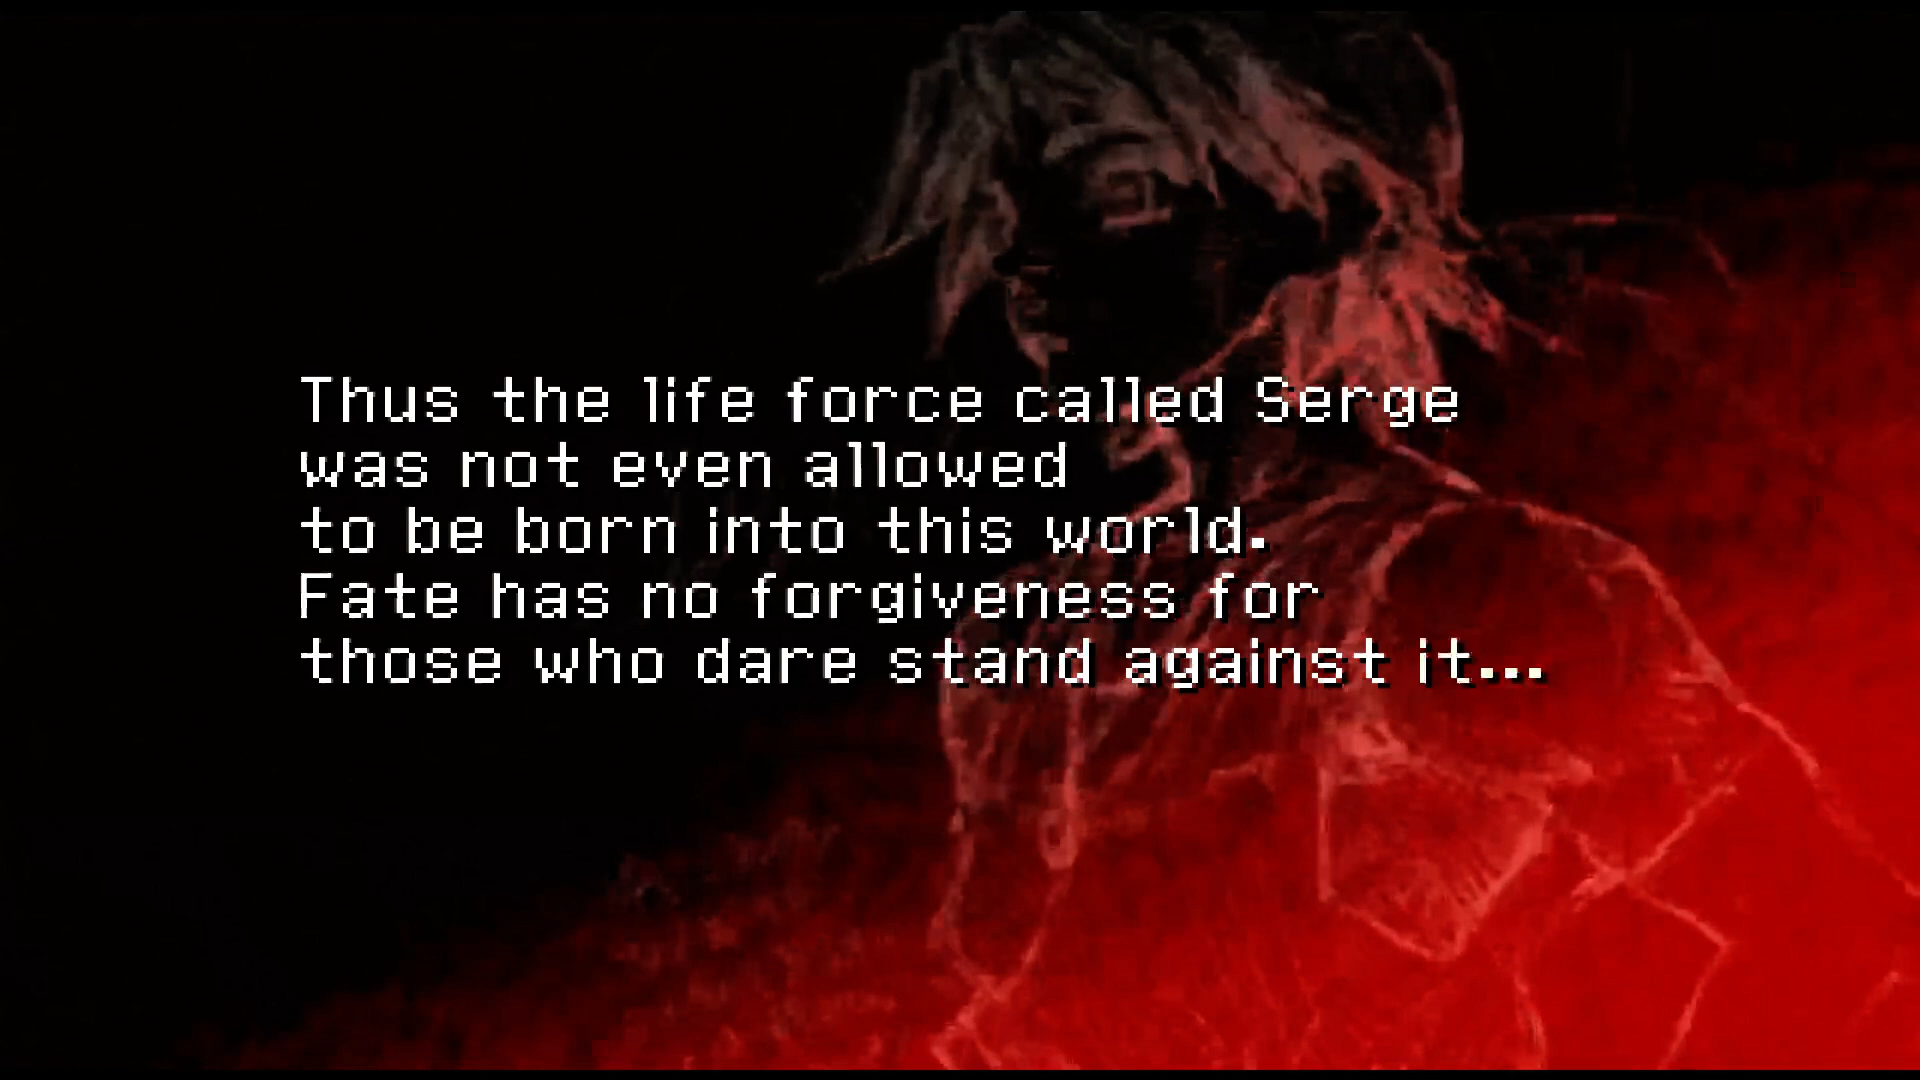 Thus the life force called Serge
was not even allowed
to be born into this world.
Fate has no forgiveness for
those who dare stand against it...